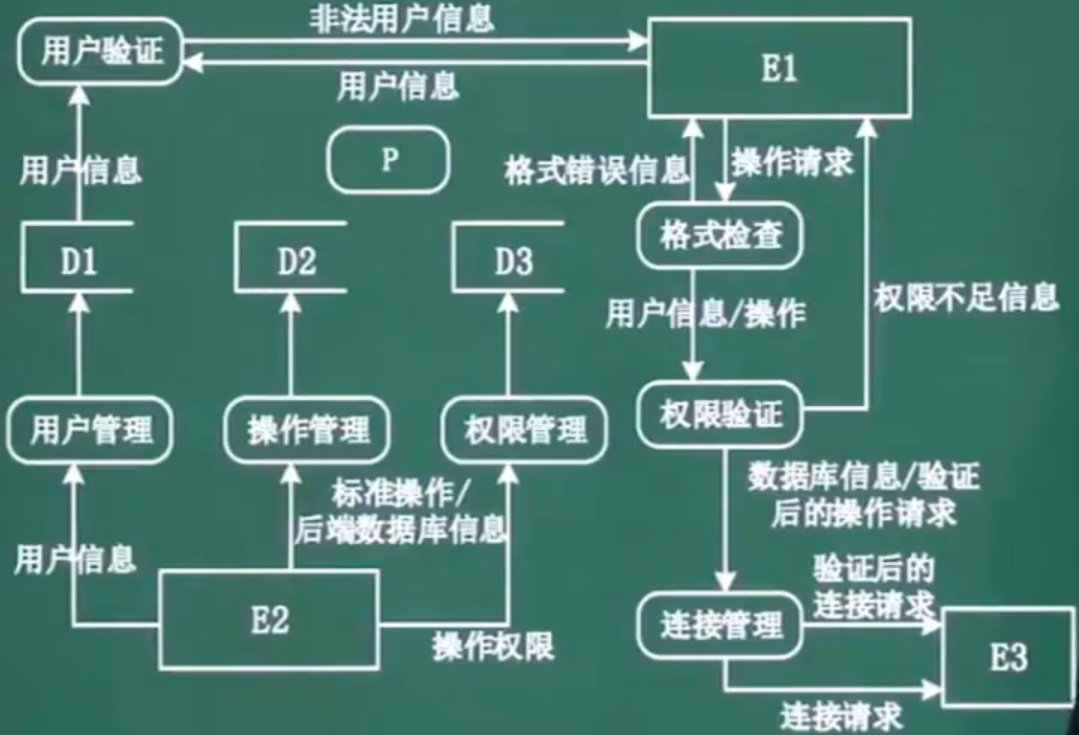 非法用户信息
用户验证
E1
用户信息
P
用户信息
格式错误信息
操作请求
格式检查
D1
D2
D3
用户信息/操作
权限不足信息
用户管理
操作管理
权限管理
权限验证
标准操作/
后端数据库信息
数据库信息/验证
后的操作请求
用户信息
E2
操作权限
验证后的
连接请求
连接管理
E3
连接请求